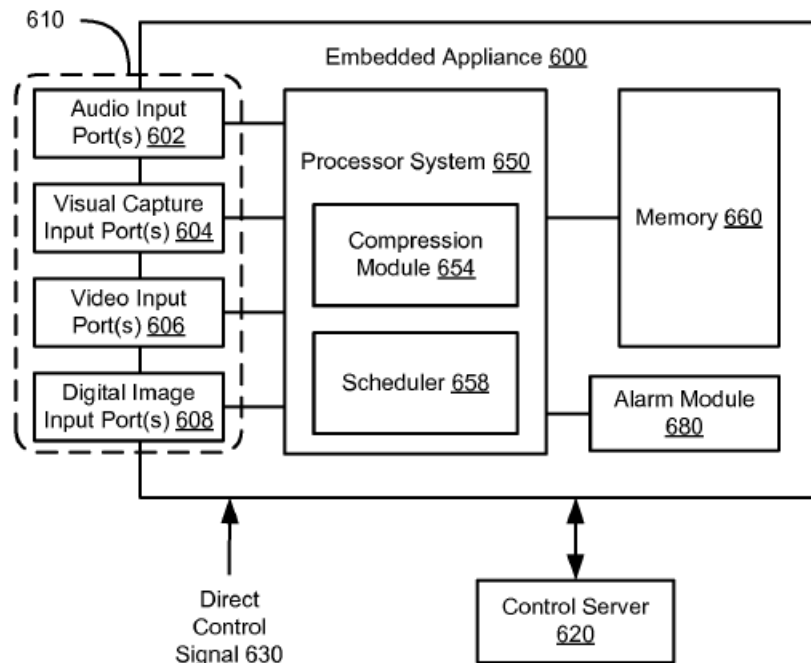 610
Embedded Appliance 600
Audio Input
Port(s) 602
Visual Capture
Input Port(s) 604
Video Input
Port(s) 606
Digital Image
Input Port(s) 608
Processor System 650
Compression
Module 654
Scheduler 658
Memory 660
Alarm Module
680
Direct
Control
Signal 630
Control Server
620